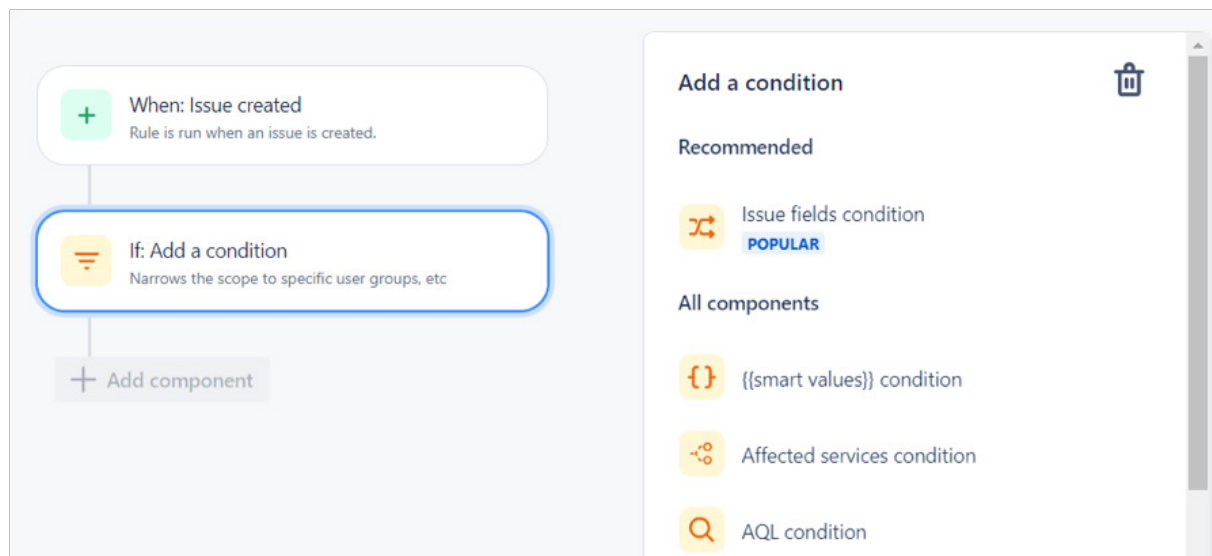 When: Issue created
Rule is run when an issue is created.
If: Add a condition
Narrows the scope to specific user groups, etc
Add component
Add a condition
Recommended
Issue fields condition
POPULAR
All components
{{smart values}} condition
Affected services condition
AQL condition